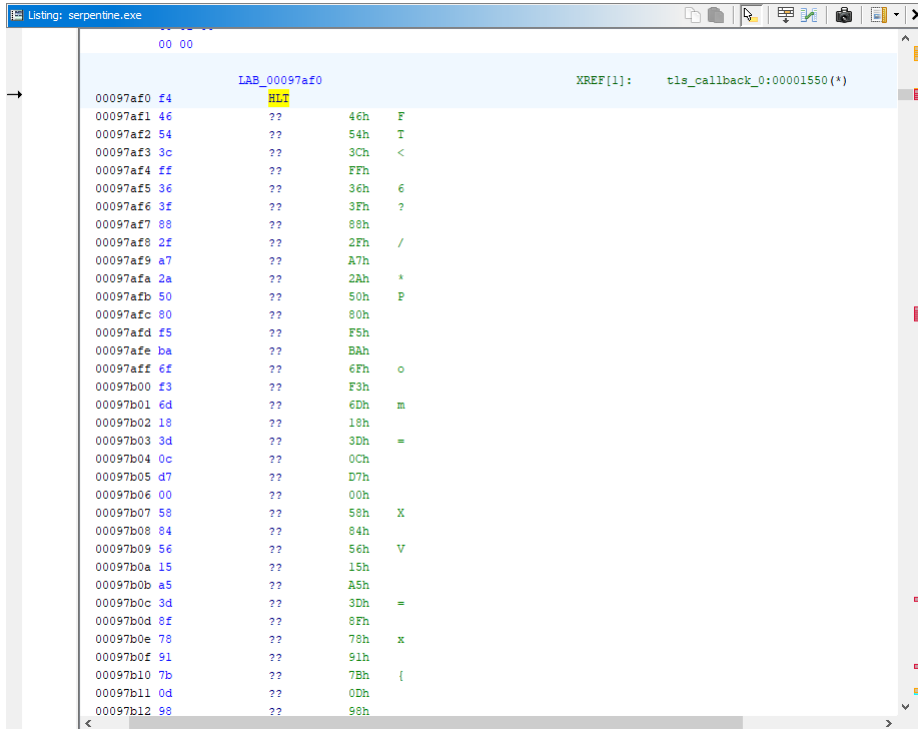 Listing: serpentine.exe
00 00
LAB_00097af0 XREF[1]: tls_callback_0:00001550(*)
00097af0 f4 HLT
00097af1 46 ?? 46h F
00097af2 54 ?? 54h T
00097af3 3c ?? 3Ch <
00097af4 ff ?? FFh
00097af5 36 ?? 36h 6
00097af6 3f ?? 3Fh ?
00097af7 88 ?? 88h
00097af8 2f ?? 2Fh /
00097af9 a7 ?? A7h
00097afa 2a ?? 2Ah *
00097afb 50 ?? 50h P
00097afc 80 ?? 80h
00097afd f5 ?? F5h
00097afe ba ?? BAh
00097aff 6f ?? 6Fh o
00097b00 f3 ?? F3h
00097b01 6d ?? 6Dh m
00097b02 18 ?? 18h
00097b03 3d ?? 3Dh =
00097b04 0c ?? 0Ch
00097b05 d7 ?? D7h
00097b06 00 ?? 00h
00097b07 58 ?? 58h X
00097b08 84 ?? 84h
00097b09 56 ?? 56h V
00097b0a 15 ?? 15h
00097b0b a5 ?? A5h
00097b0c 3d ?? 3Dh =
00097b0d 8f ?? 8Fh
00097b0e 78 ?? 78h x
00097b0f 91 ?? 91h
00097b10 7b ?? 7Bh {
00097b11 0d ?? 0Dh
00097b12 98 ?? 98h